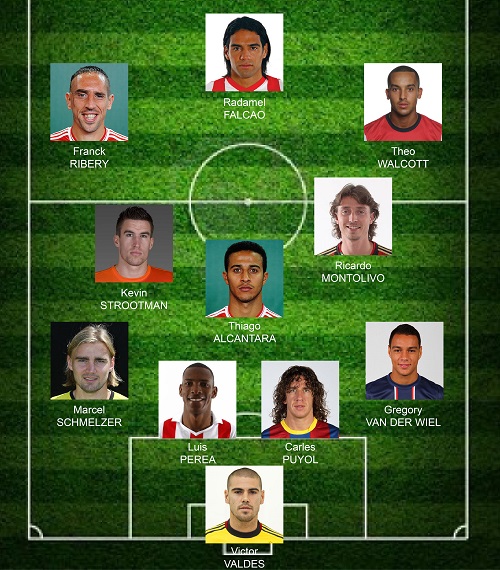 Radamel
FALCAO
Franck
RIBERY
Theo
WALCOTT
Ricardo
MONTOLIVO
Kevin
STROOTMAN
Thiago
ALCANTARA
Marcel
SCHMELZER
Gregory
VAN DER WIEL
Luis
PEREA
Carles
PUYOL
Victor
VALDES